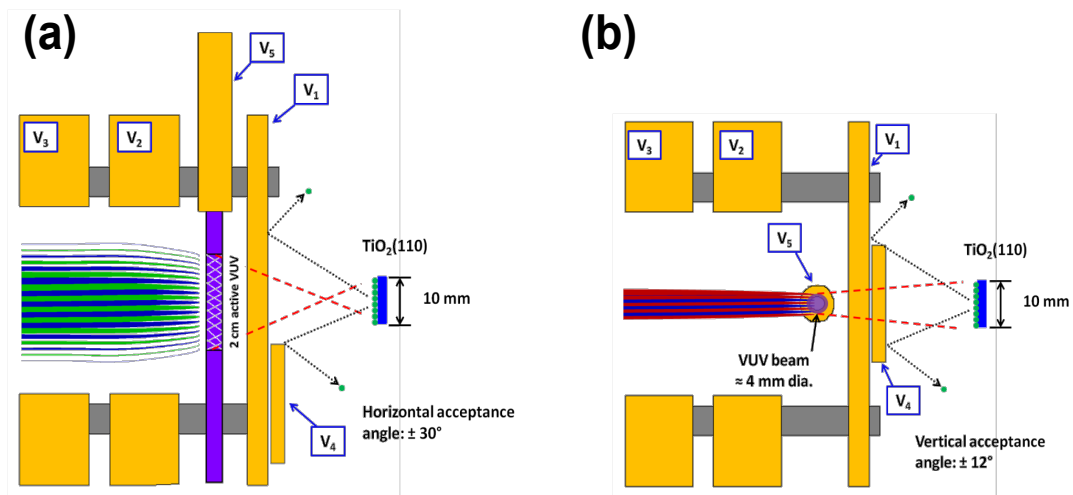 (a)
V₅
V₁
V₃
V₂
2 cm active VUV
TiO₂(110)
10 mm
Horizontal acceptance
angle: ± 30°
V₄
(b)
V₃
V₂
V₁
V₅
TiO₂(110)
10 mm
VUV beam
≈ 4 mm dia.
V₄
Vertical acceptance
angle: ± 12°